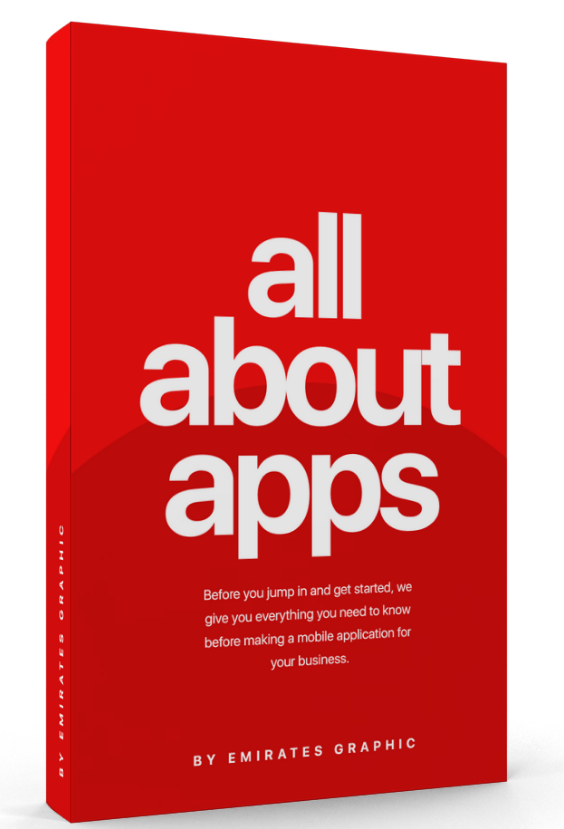 all
about
apps
Before you jump in and get started, we
give you everything you need to know
before making a mobile application for
your business.
BY EMIRATES GRAPHIC
BY EMIRATES GRAPHIC